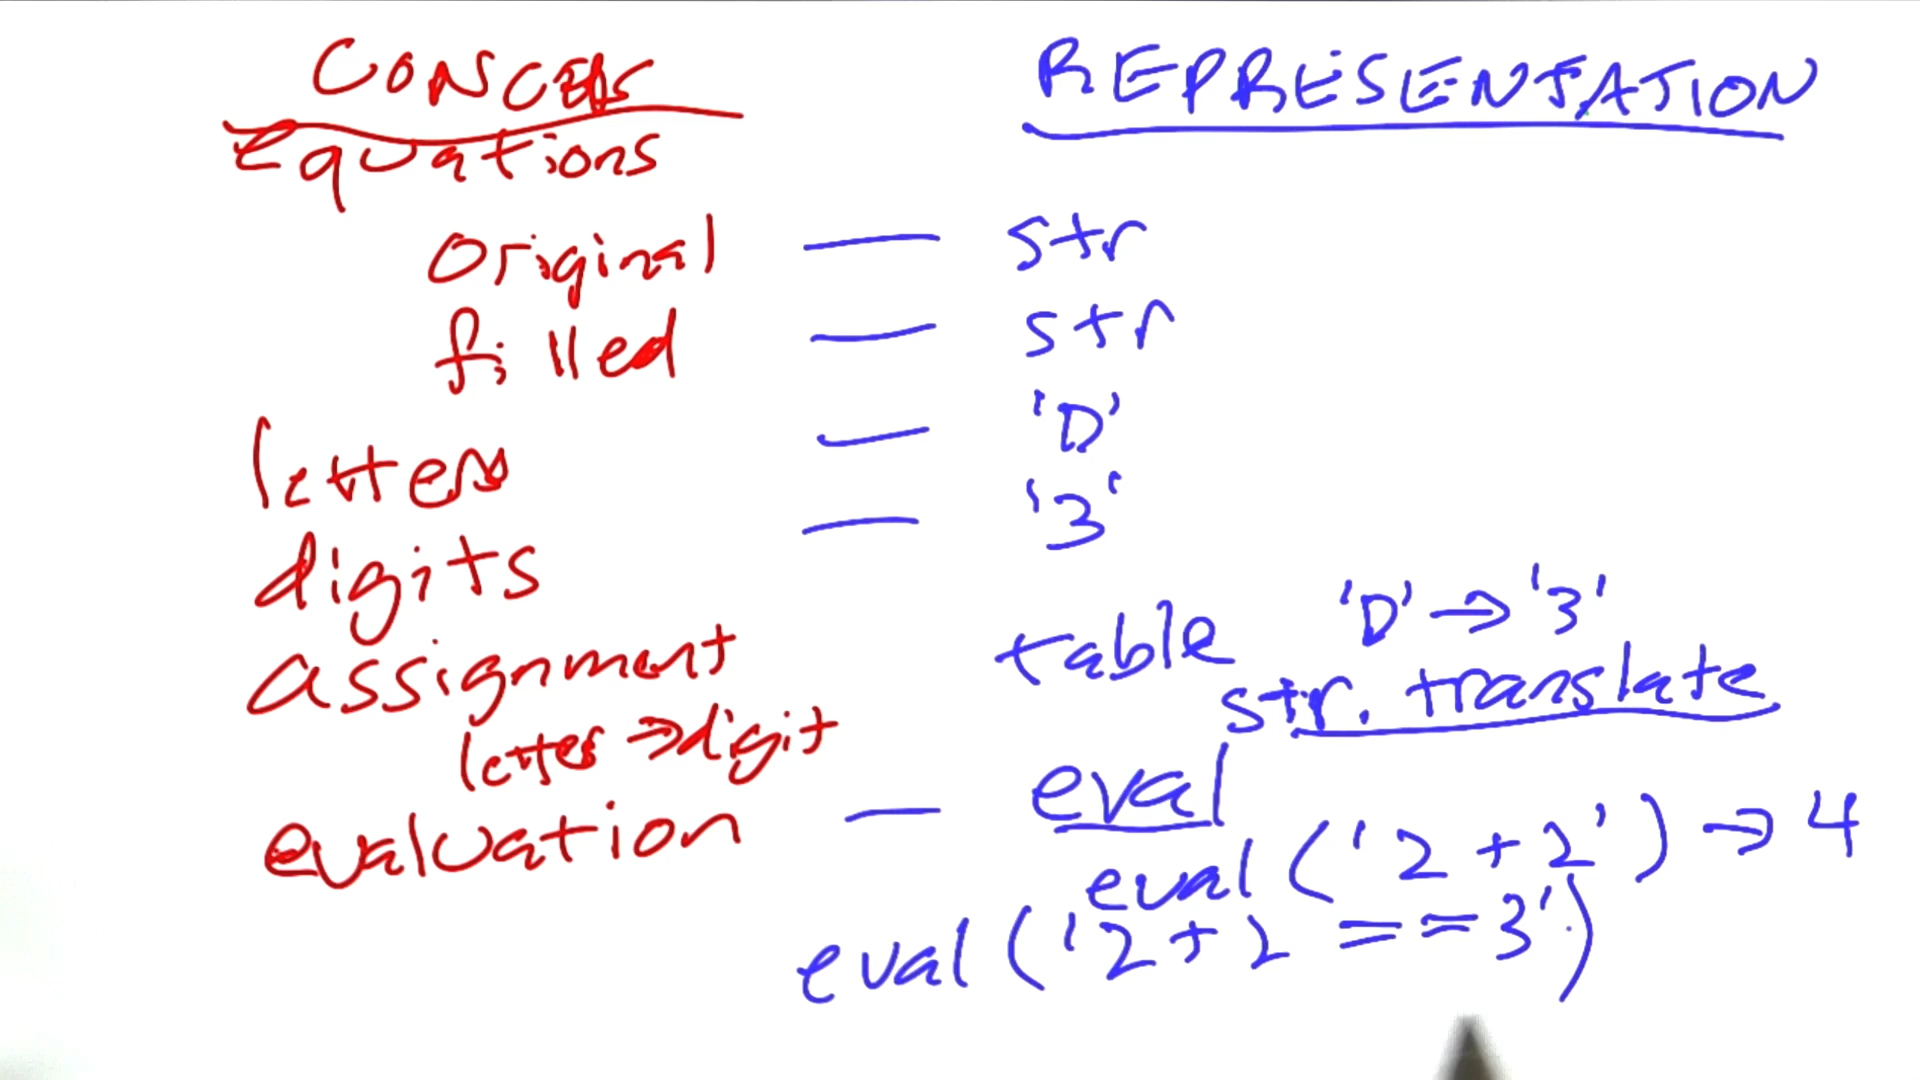 CONCEPTS REPRESENTATION
equations
original — str
filled — str
letters — 'D'
digits — '3'
assignment table 'D' → '3'
letter → digit str.translate
evaluation — eval
eval('2+2') → 4
eval('2+2 == 3')